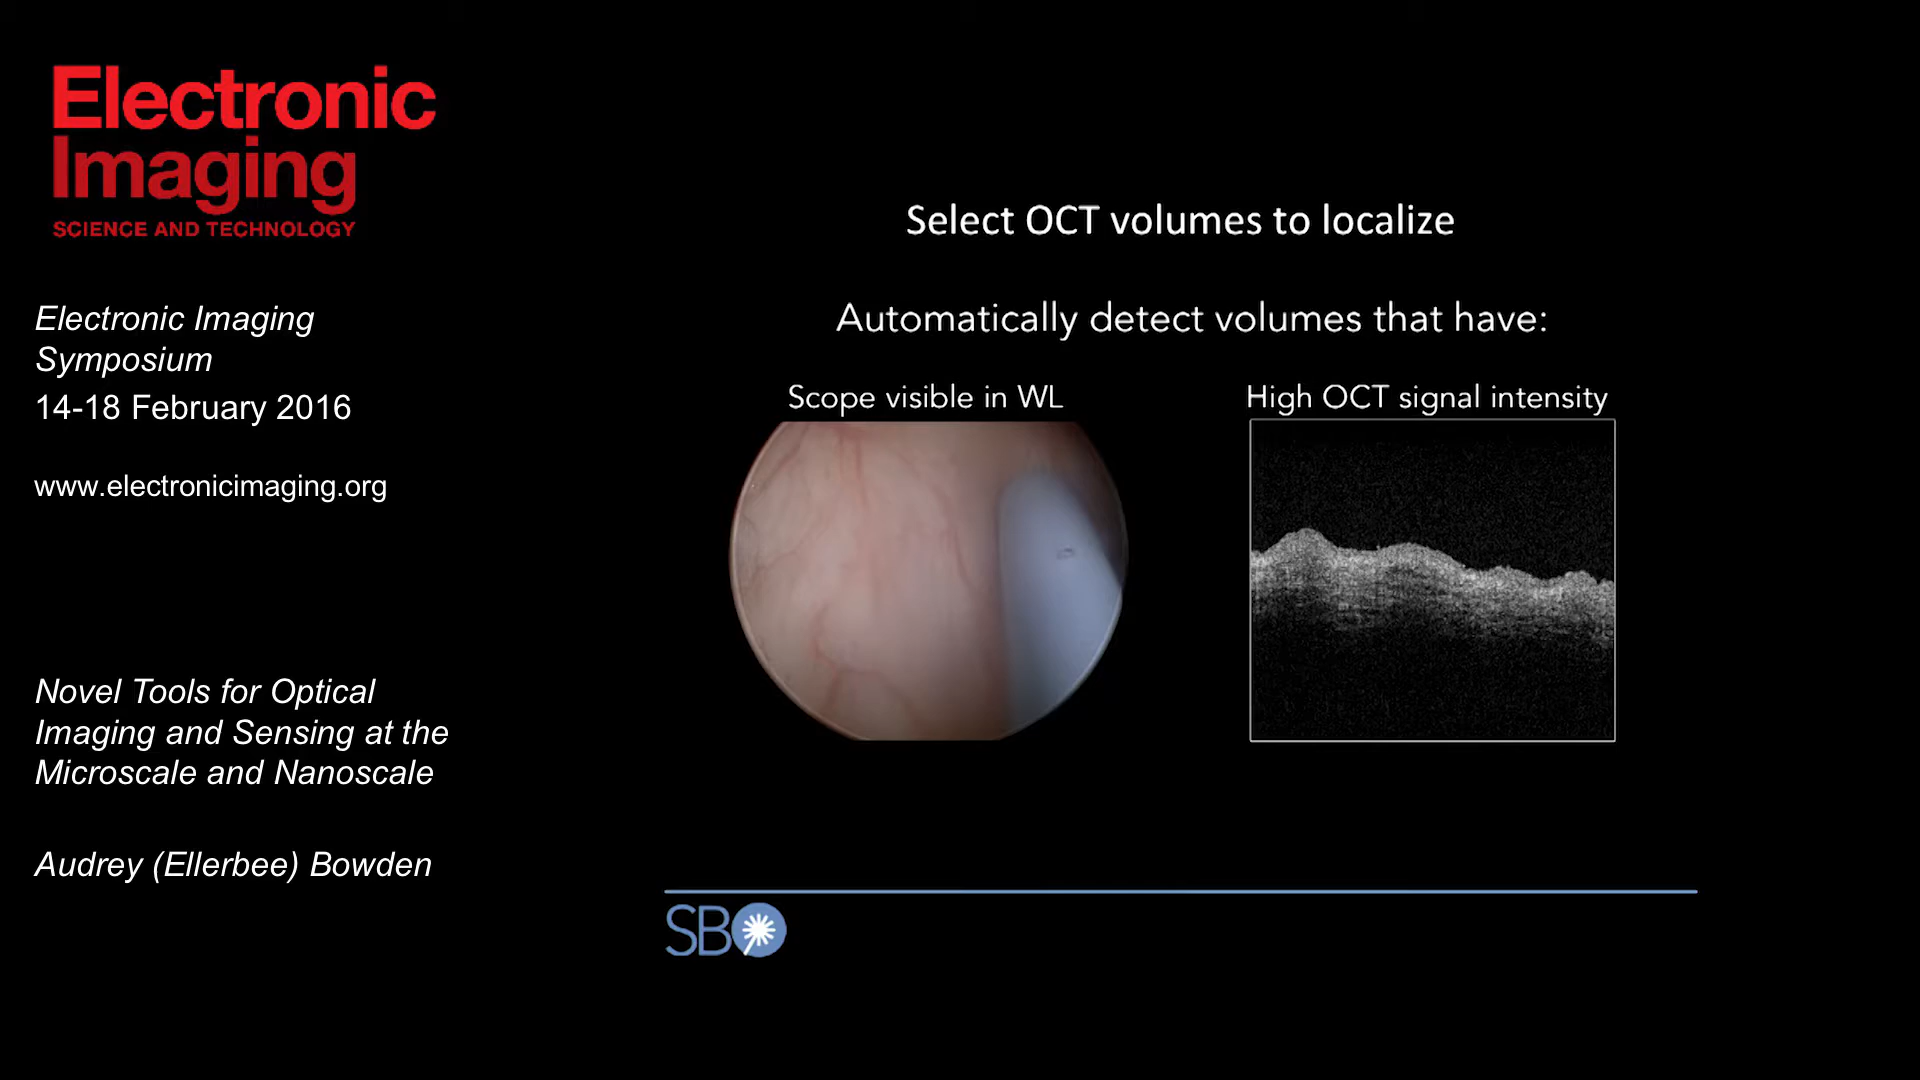 Electronic
Imaging
SCIENCE AND TECHNOLOGY
Electronic Imaging
Symposium
14-18 February 2016
www.electronicimaging.org
Novel Tools for Optical
Imaging and Sensing at the
Microscale and Nanoscale
Audrey (Ellerbee) Bowden
Select OCT volumes to localize
Automatically detect volumes that have:
Scope visible in WL
High OCT signal intensity
SBO